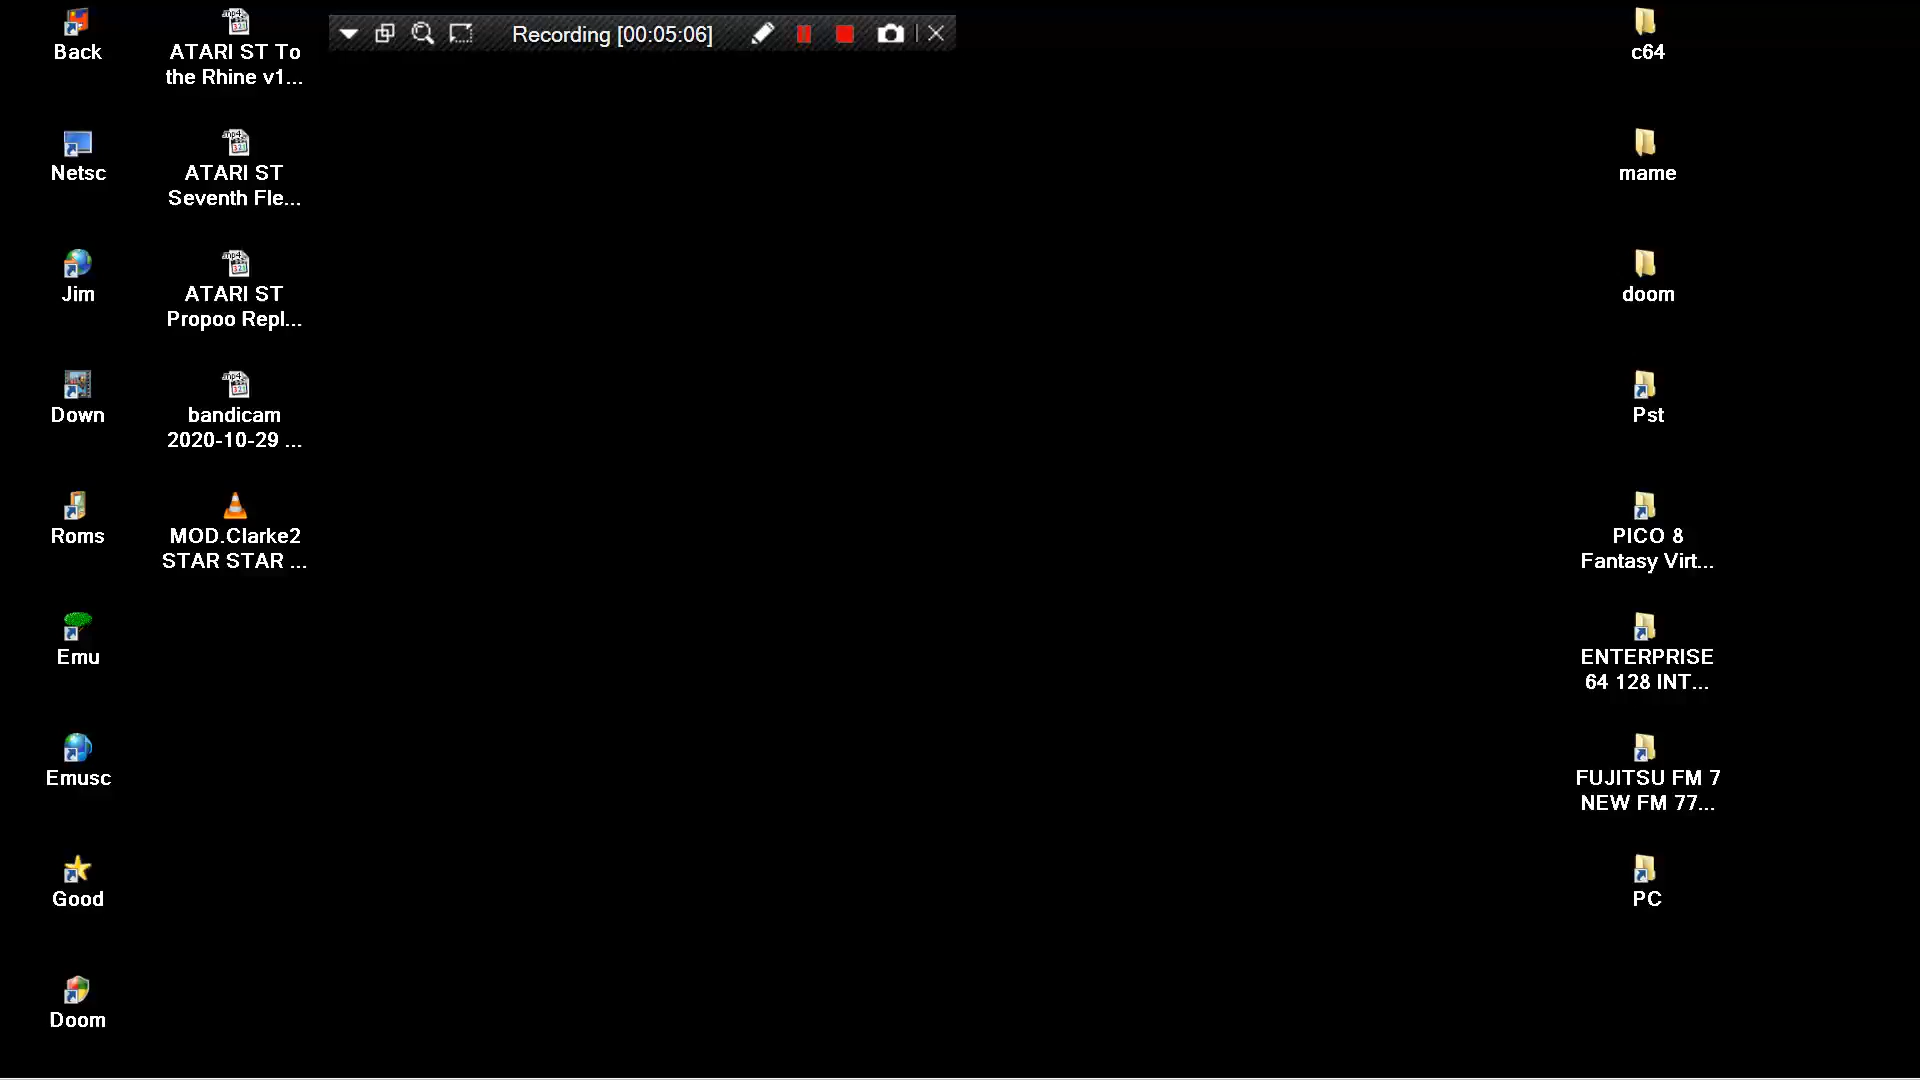 Recording [00:05:06]
Back
Netsc
Jim
Down
Roms
Emu
Emusc
Good
Doom
ATARI ST To
the Rhine v1...
ATARI ST
Seventh Fle...
ATARI ST
Propoo Repl...
bandicam
2020-10-29 ...
MOD.Clarke2
STAR STAR ...
c64
mame
doom
Pst
PICO 8
Fantasy Virt...
ENTERPRISE
64 128 INT...
FUJITSU FM 7
NEW FM 77...
PC